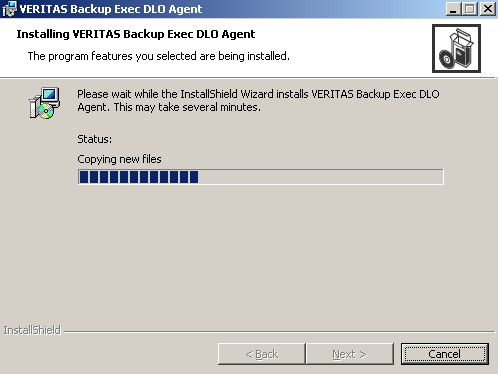 VERITAS Backup Exec DLO Agent
Installing VERITAS Backup Exec DLO Agent
The program features you selected are being installed.
Please wait while the InstallShield Wizard installs VERITAS Backup Exec DLO
Agent. This may take several minutes.
Status:
Copying new files
InstallShield
< Back Next > Cancel